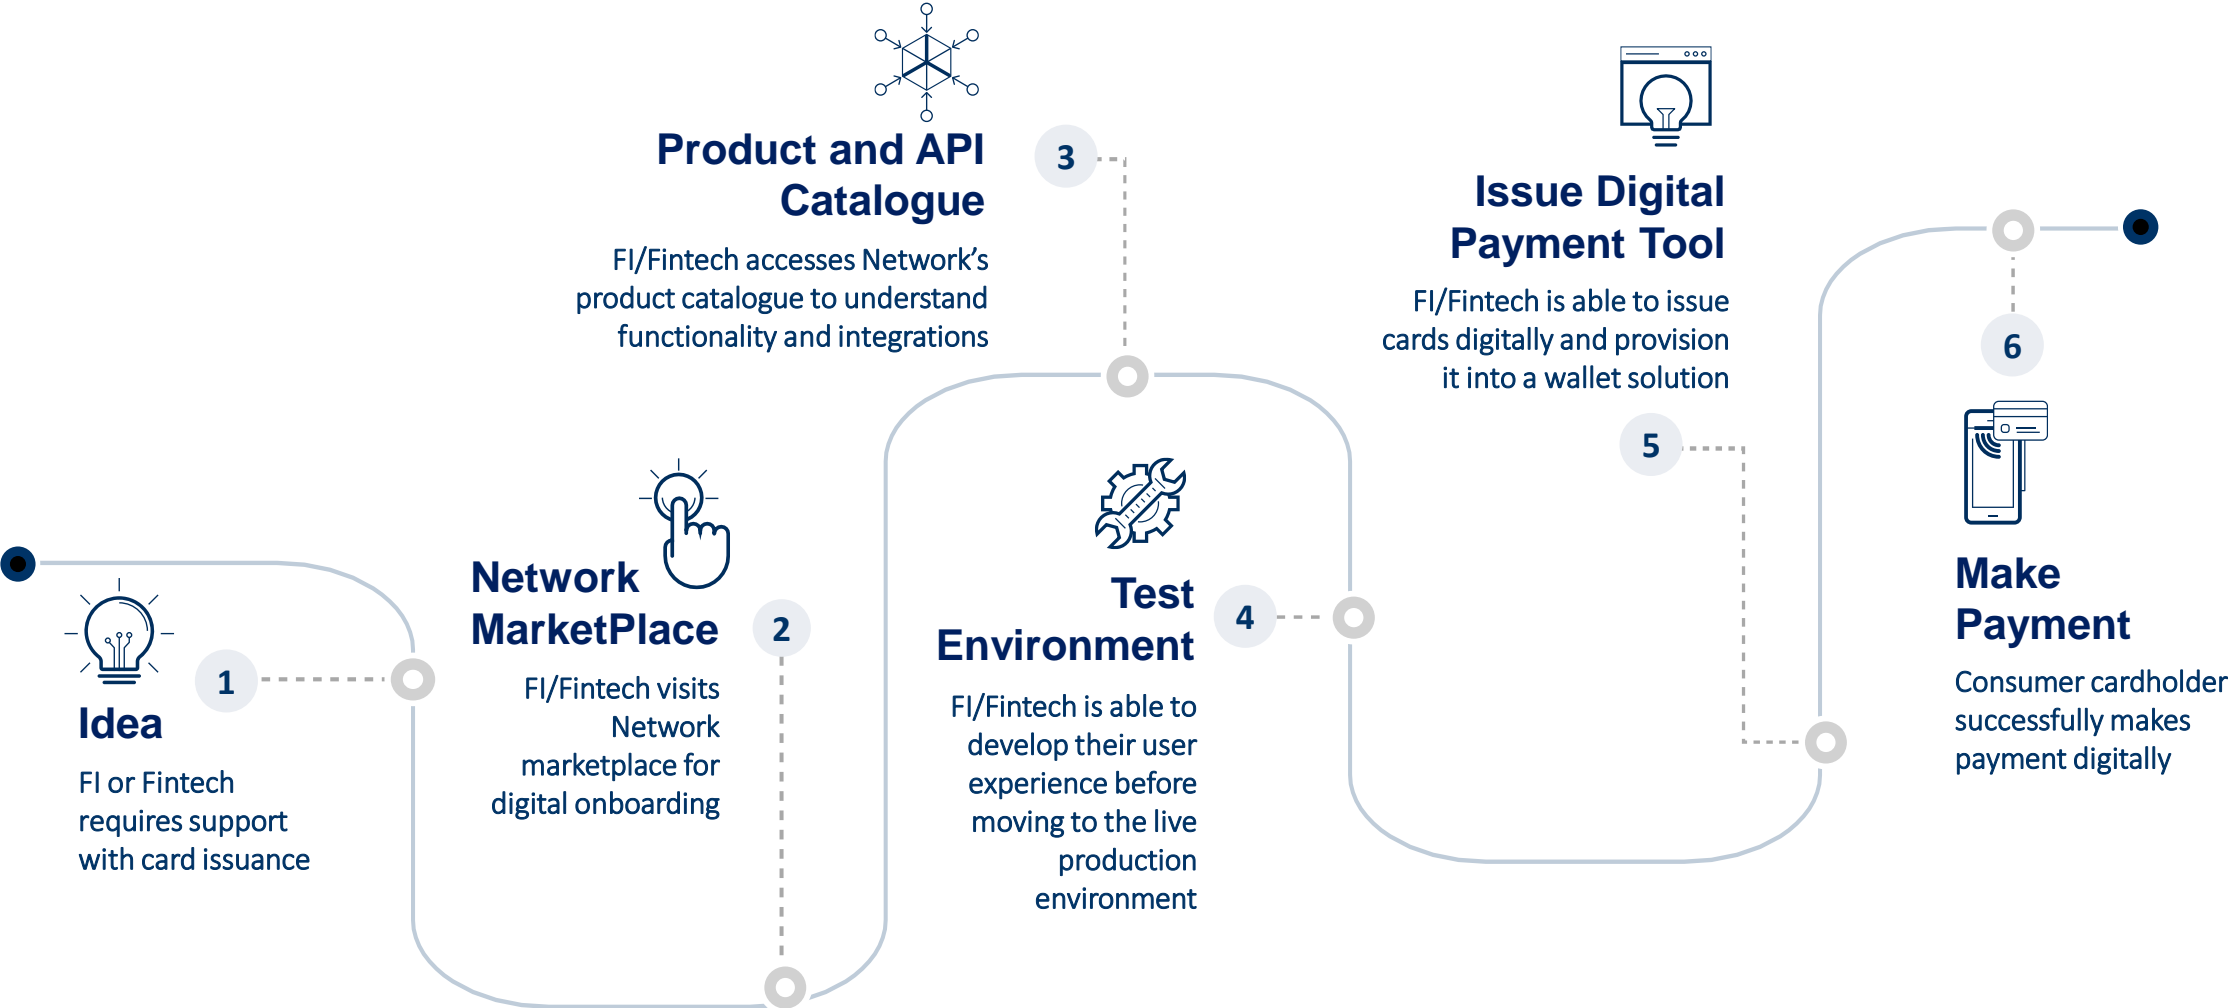 1
Idea
FI or Fintech
requires support
with card issuance
Network
MarketPlace
2
FI/Fintech visits
Network
marketplace for
digital onboarding
Product and API
Catalogue
3
FI/Fintech accesses Network’s
product catalogue to understand
functionality and integrations
Test
Environment
4
FI/Fintech is able to
develop their user
experience before
moving to the live
production
environment
Issue Digital
Payment Tool
FI/Fintech is able to issue
cards digitally and provision
it into a wallet solution
5
6
Make
Payment
Consumer cardholder
successfully makes
payment digitally